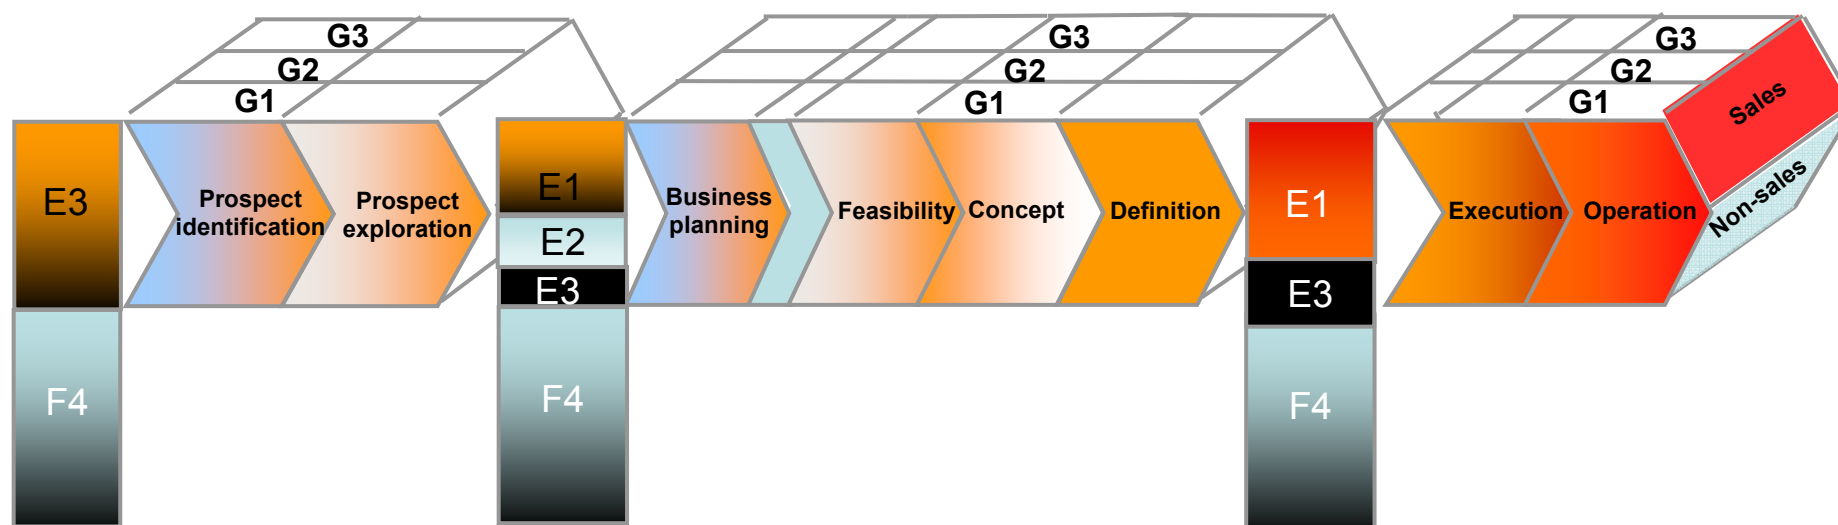 G3
G2
G1
E3
F4
Prospect
identification
Prospect
exploration
E1
E2
E3
F4
G3
G2
G1
Business
planning
Feasibility
Concept
Definition
E1
E3
F4
G3
G2
G1
Execution
Operation
Sales
Non-sales